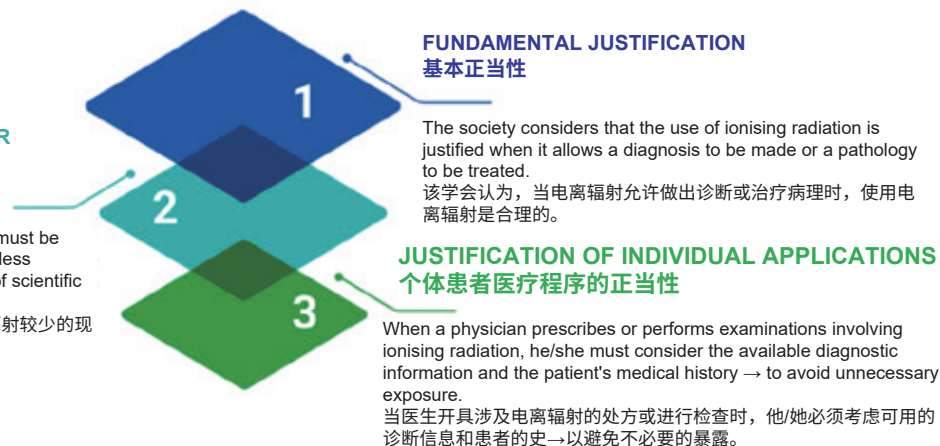 FUNDAMENTAL JUSTIFICATION
基本正当性
1
The society considers that the use of ionising radiation is
justified when it allows a diagnosis to be made or a pathology
to be treated.
该学会认为，当电离辐射允许做出诊断或治疗病理时，使用电
离辐射是合理的。
R
2
must be
less
of scientific
射较少的现
JUSTIFICATION OF INDIVIDUAL APPLICATIONS
个体患者医疗程序的正当性
3
When a physician prescribes or performs examinations involving
ionising radiation, he/she must consider the available diagnostic
information and the patient's medical history → to avoid unnecessary
exposure.
当医生开具涉及电离辐射的处方或进行检查时，他/她必须考虑可用的
诊断信息和患者的史→以避免不必要的暴露。